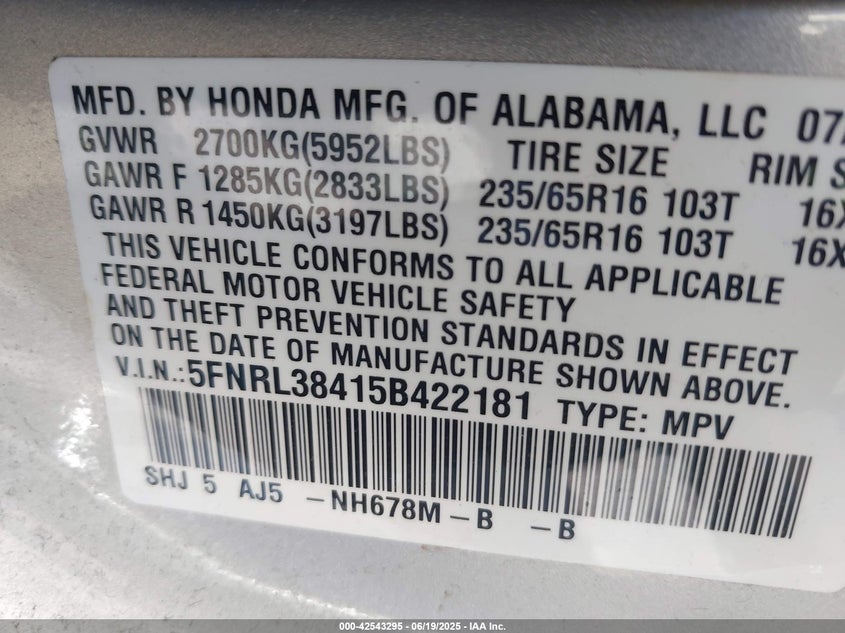 MFD. BY HONDA MFG. OF ALABAMA, LLC 07/
GVWR 2700KG(5952LBS) TIRE SIZE RIM S
GAWR F 1285KG(2833LBS) 235/65R16 103T 16X
GAWR R 1450KG(3197LBS) 235/65R16 103T 16X
THIS VEHICLE CONFORMS TO ALL APPLICABLE
FEDERAL MOTOR VEHICLE SAFETY
AND THEFT PREVENTION STANDARDS IN EFFECT
ON THE DATE OF MANUFACTURE SHOWN ABOVE.
V.I.N.: 5FNRL38415B422181 TYPE: MPV
SHJ 5 AJ5 -NH678M-B -B
000-42543295 - 06/19/2025 - IAA Inc.